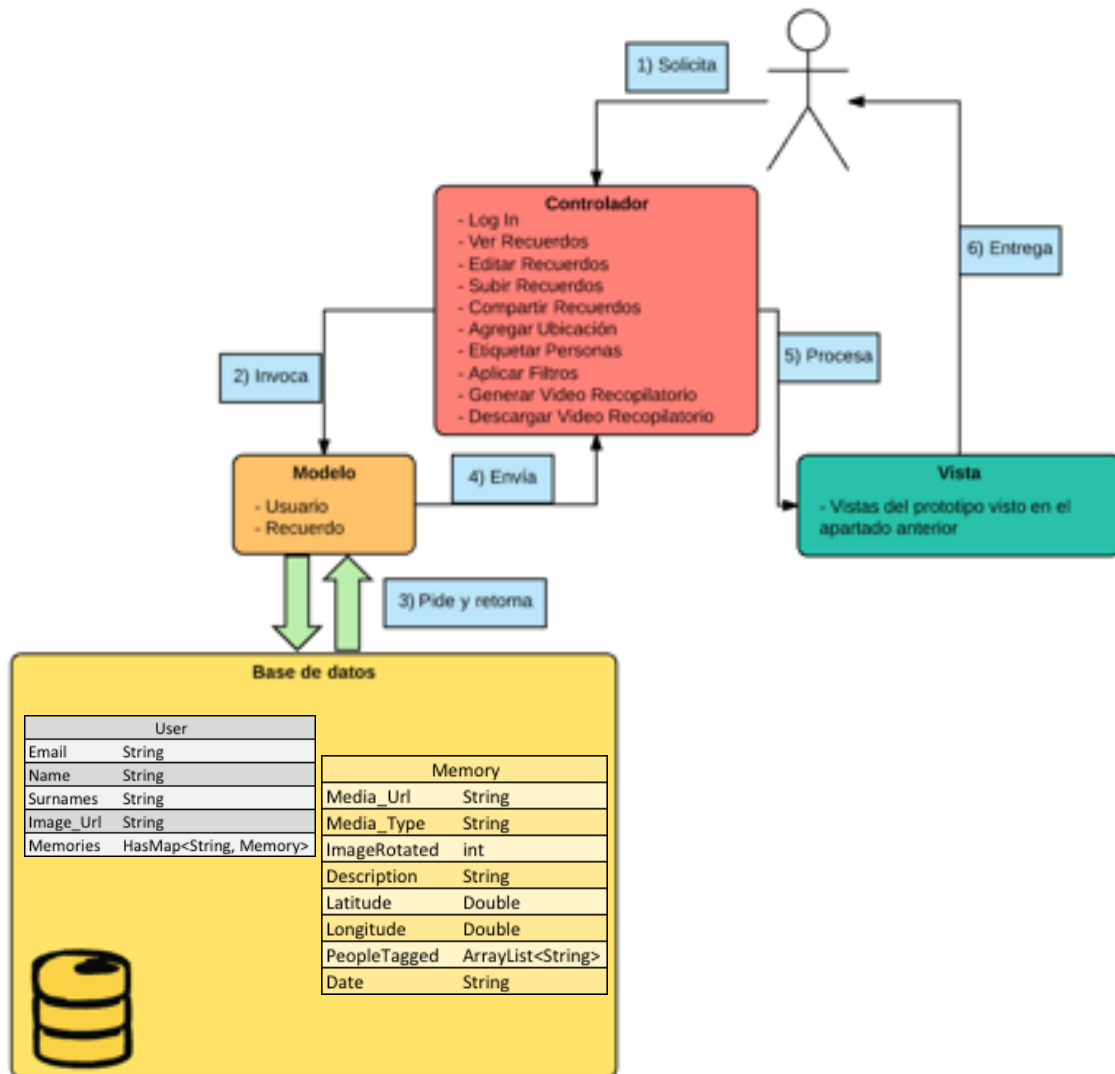 1) Solicita
Controlador
- Log In
- Ver Recuerdos
- Editar Recuerdos
- Subir Recuerdos
- Compartir Recuerdos
- Agregar Ubicación
- Etiquetar Personas
- Aplicar Filtros
- Generar Video Recopilatorio
- Descargar Video Recopilatorio
6) Entrega
5) Procesa
2) Invoca
Modelo
- Usuario
- Recuerdo
4) Envía
Vista
- Vistas del prototipo visto en el
apartado anterior
3) Pide y retorna
Base de datos
User
Email String
Name String
Surnames String
Image_Url String
Memories HasMap<String, Memory>
Memory
Media_Url String
Media_Type String
ImageRotated int
Description String
Latitude Double
Longitude Double
PeopleTagged ArrayList<String>
Date String